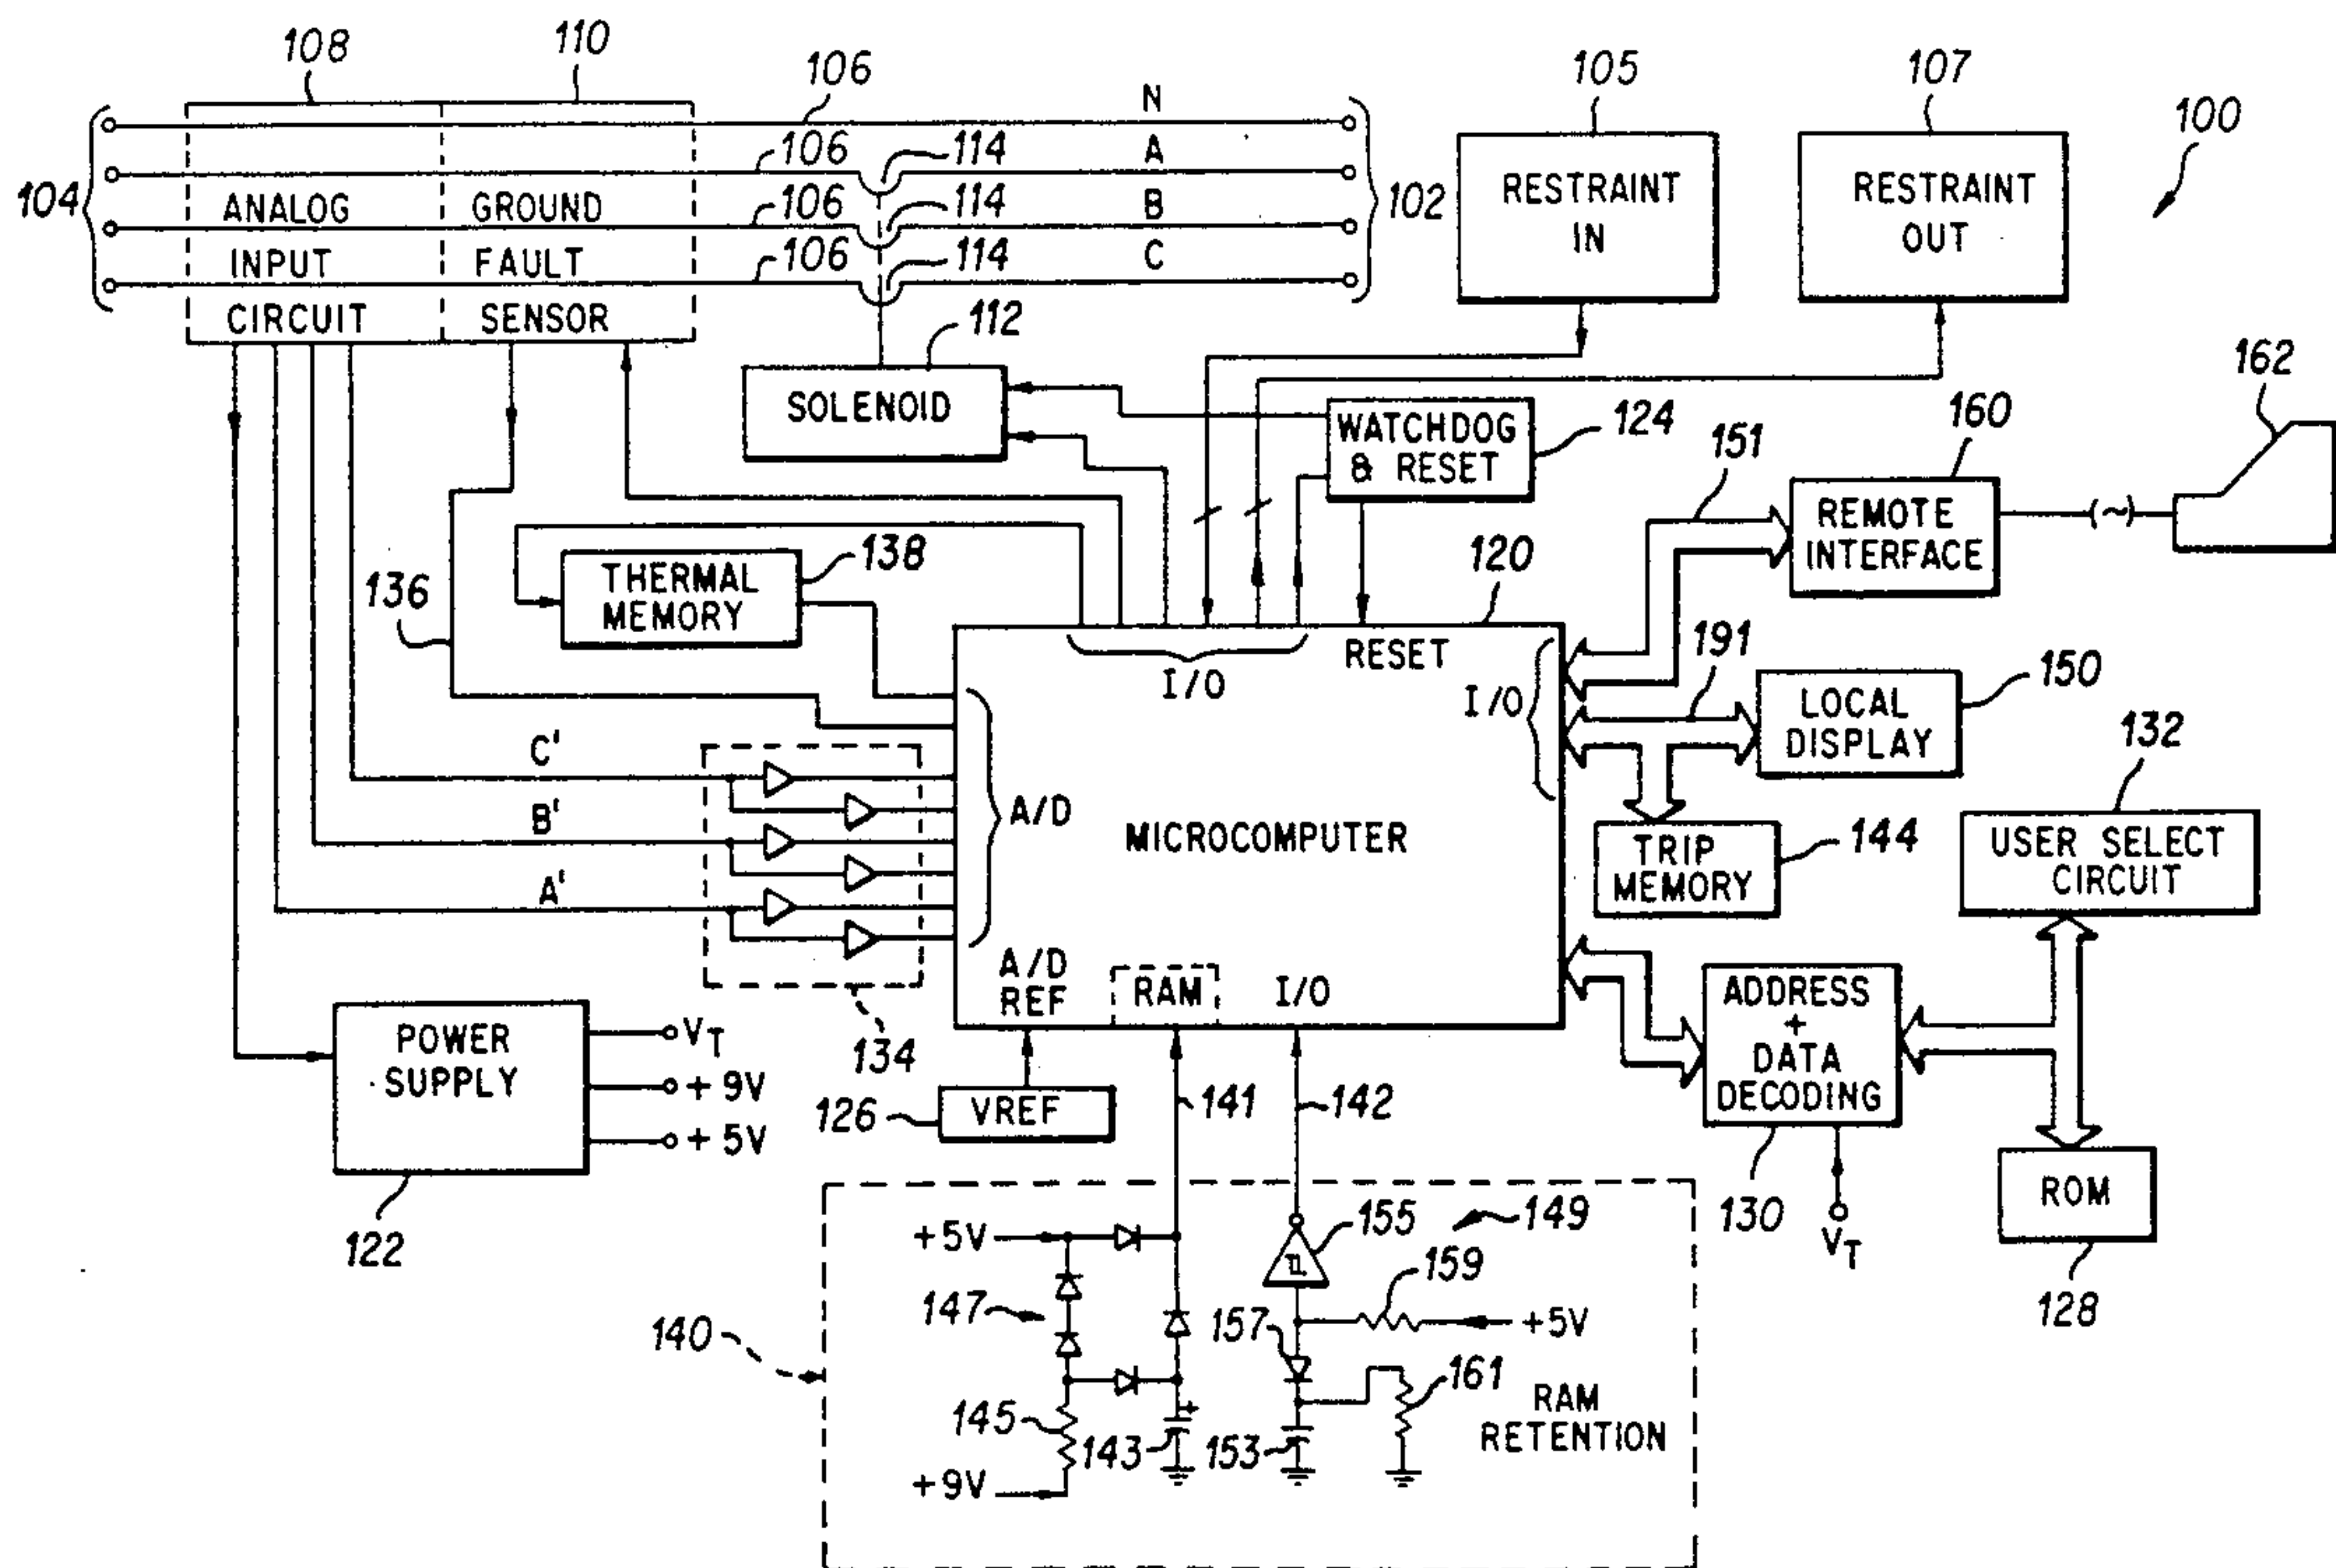 108
110
106
N
105
107
100
106
114
A
104
ANALOG
GROUND
106
114
B
102
RESTRAINT
IN
RESTRAINT
OUT
INPUT
FAULT
106
114
C
CIRCUIT
SENSOR
112
SOLENOID
WATCHDOG
& RESET
124
162
151
160
REMOTE
INTERFACE
(~)
136
THERMAL
MEMORY
138
120
RESET
I/O
I/O
191
LOCAL
DISPLAY
150
C'
B'
A'
A/D
MICROCOMPUTER
TRIP
MEMORY
144
132
USER SELECT
CIRCUIT
A/D
REF
RAM
I/O
134
ADDRESS
+
DATA
DECODING
POWER
SUPPLY
VT
+9V
+5V
122
126
VREF
141
142
130
VT
ROM
128
+5V
155
149
159
147
157
+5V
140
145
+
143
153
161
RAM
RETENTION
+9V